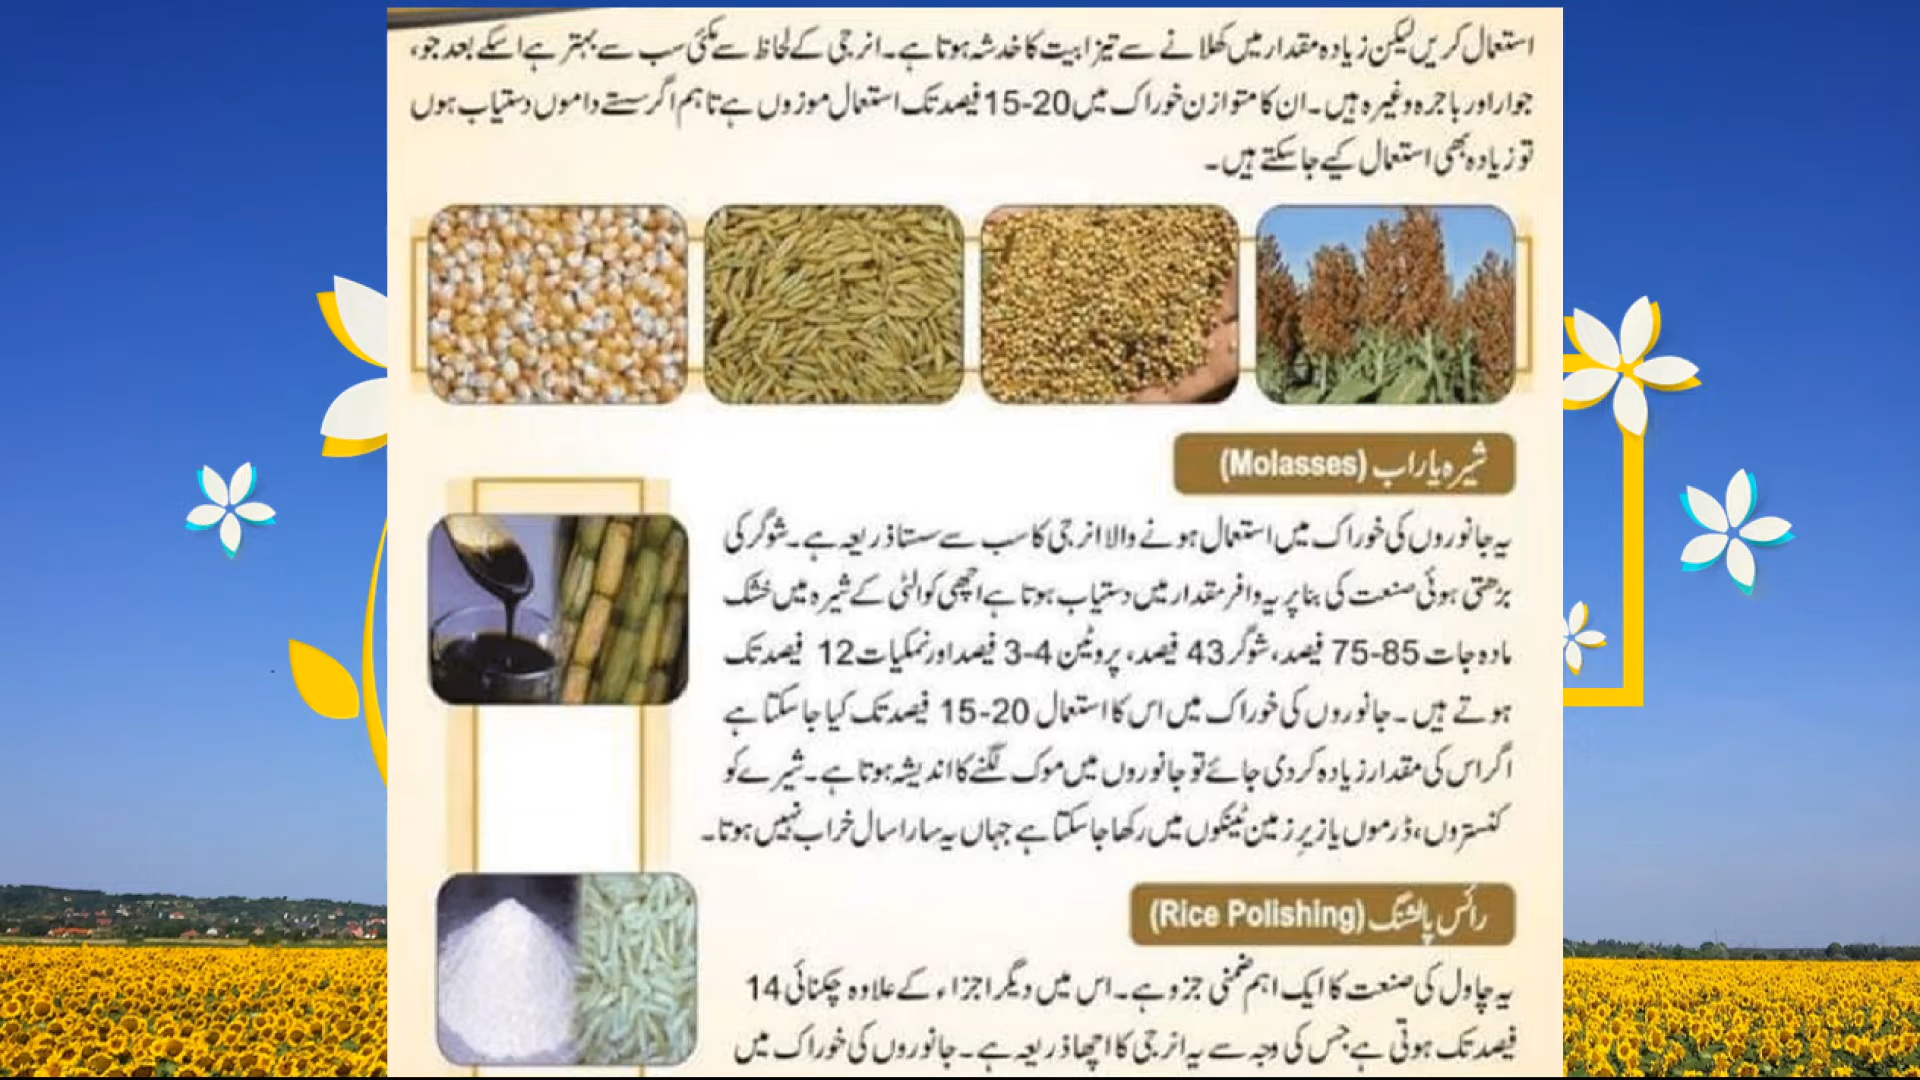 استعمال کریں لیکن زیادہ مقدار میں کھلانے سے تیزابیت کا خدشہ ہوتا ہے۔ انرجی کے لحاظ سے مکئی سب سے بہتر ہے اسکے بعد جو،
جوار اور باجرہ وغیرہ ہیں۔ ان کا متوازن خوراک میں 20-15 فیصد تک استعمال موزوں ہے تاہم اگر سستے داموں دستیاب ہوں
تو زیادہ بھی استعمال کیے جاسکتے ہیں۔
شیرہ یا راب (Molasses)
یہ جانوروں کی خوراک میں استعمال ہونے والا انرجی کا سب سے سستا ذریعہ ہے۔ شوگر کی
بڑھتی ہوئی صنعت کی بنا پر یہ وافر مقدار میں دستیاب ہوتا ہے اچھی کوالٹی کے شیرہ میں خشک
مادہ جات 85-75 فیصد، شوگر 43 فیصد، پروٹین 4-3 فیصد اور نمکیات 12 فیصد تک
ہوتے ہیں۔ جانوروں کی خوراک میں اس کا استعمال 20-15 فیصد تک کیا جاسکتا ہے
اگر اس کی مقدار زیادہ کر دی جائے تو جانوروں میں موک لگنے کا اندیشہ ہوتا ہے۔ شیرے کو
کنستروں، ڈرموں یا زیرِ زمین ٹینکوں میں رکھا جاسکتا ہے جہاں یہ سارا سال خراب نہیں ہوتا۔
رائس پالشنگ (Rice Polishing)
یہ چاول کی صنعت کا ایک اہم ضمنی جزو ہے۔ اس میں دیگر اجزاء کے علاوہ چکنائی 14
فیصد تک ہوتی ہے جس کی وجہ سے یہ انرجی کا اچھا ذریعہ ہے۔ جانوروں کی خوراک میں